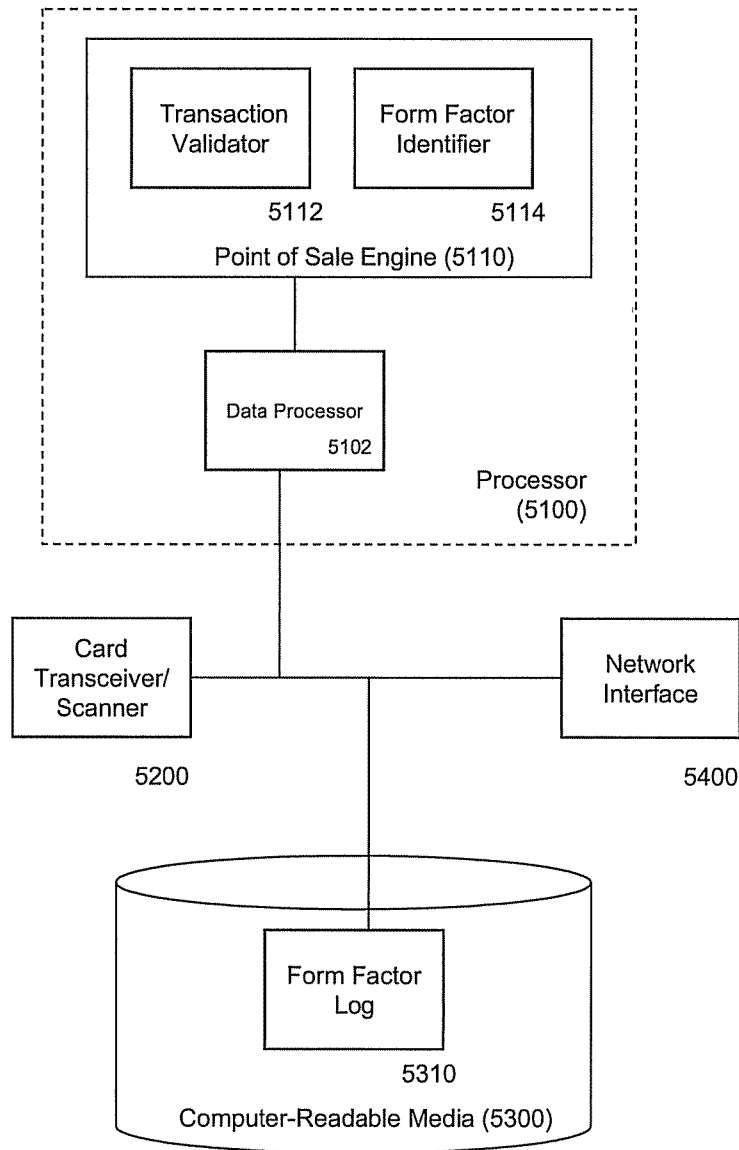 Transaction
Validator
Form Factor
Identifier
5112
5114
Point of Sale Engine (5110)
Data Processor
5102
Processor
(5100)
Card
Transceiver/
Scanner
Network
Interface
5200
5400
Form Factor
Log
5310
Computer-Readable Media (5300)